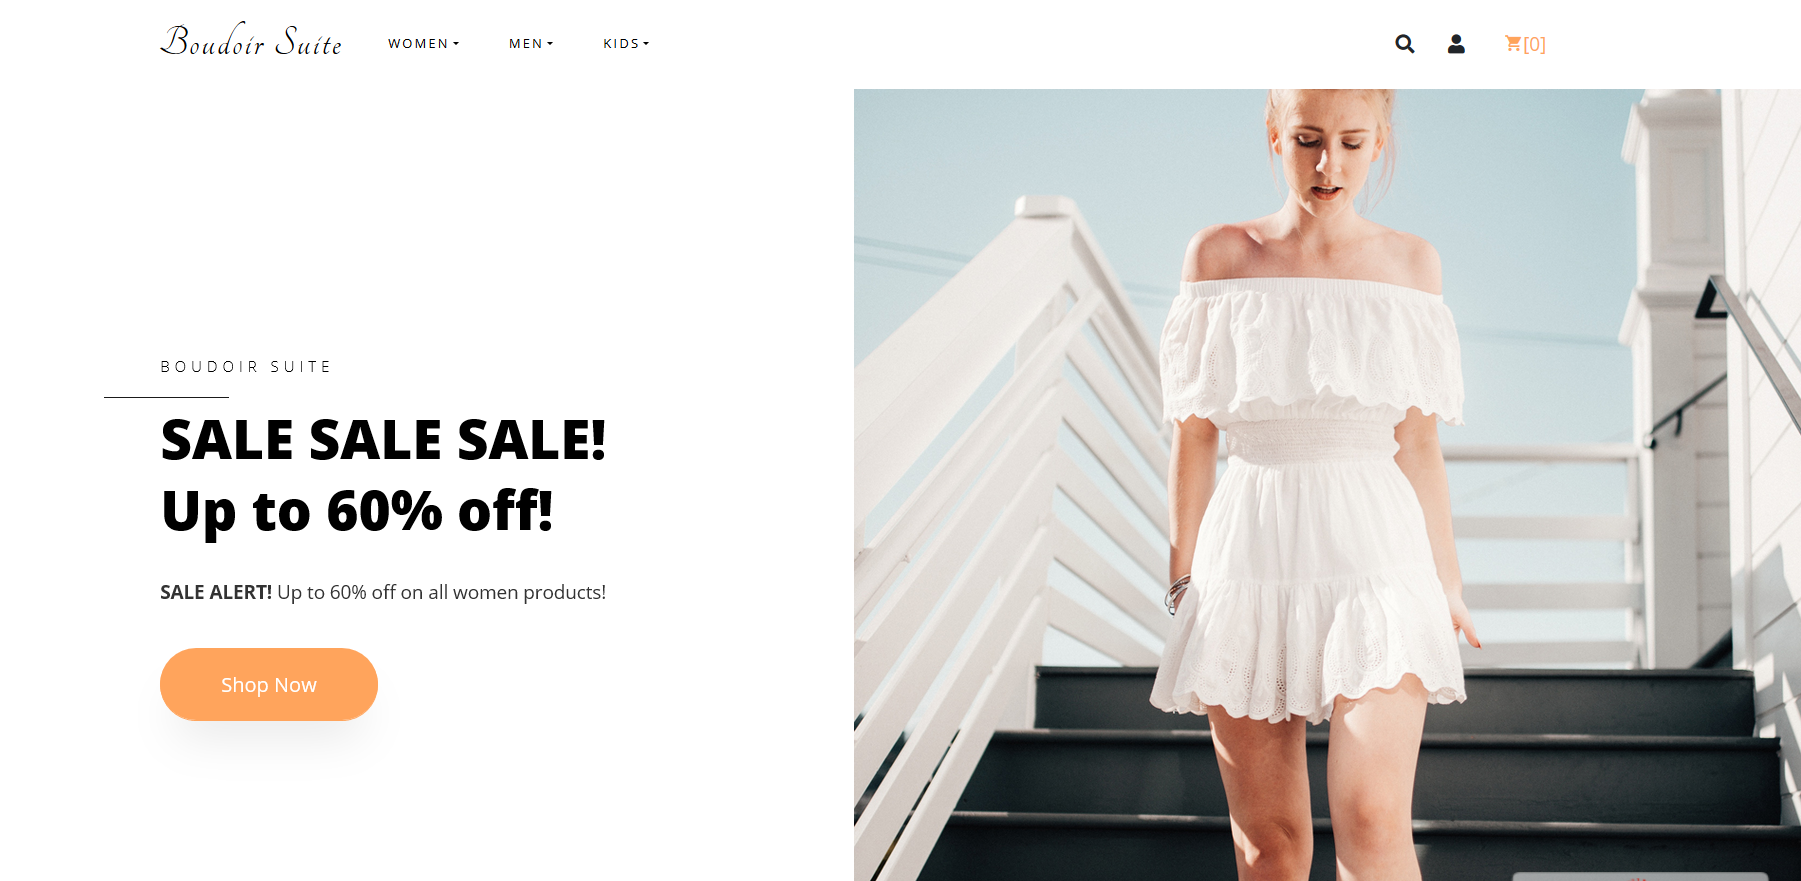 Boudoir Suite WOMEN MEN KIDS [0]
BOUDOIR SUITE
SALE SALE SALE!
Up to 60% off!
SALE ALERT! Up to 60% off on all women products!
Shop Now